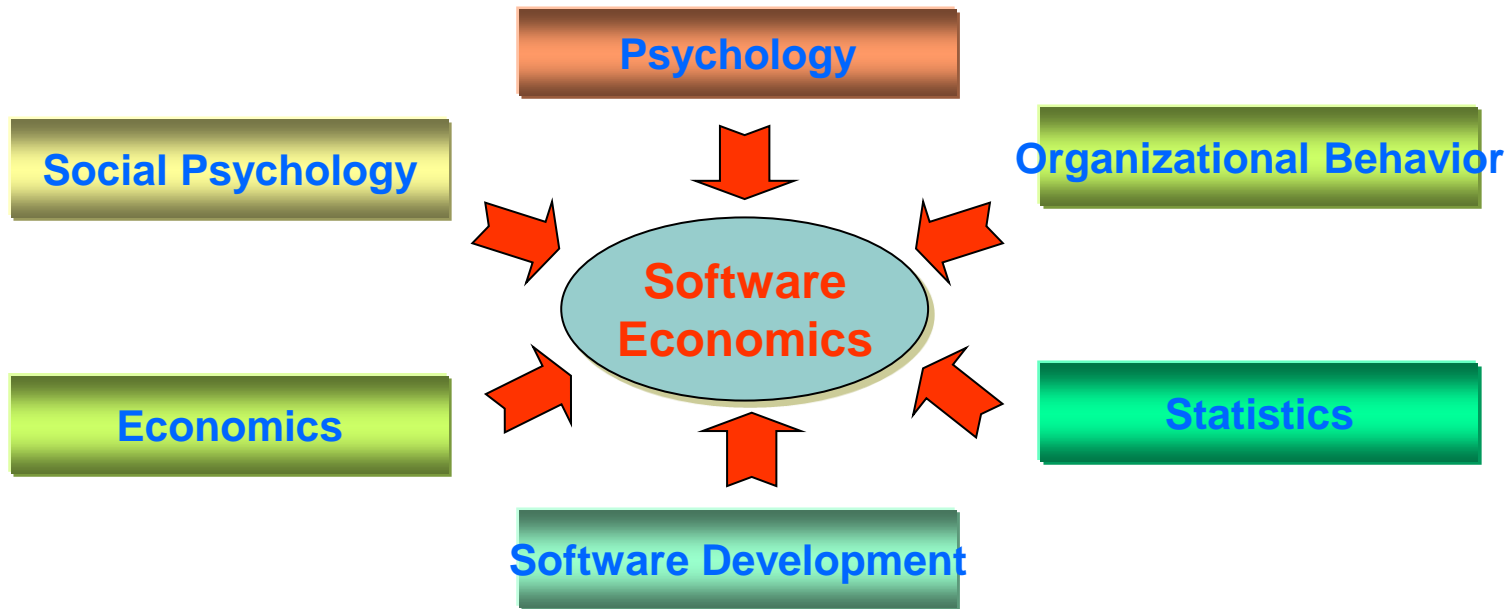 Psychology
Social Psychology
Organizational Behavior
Software
Economics
Economics
Statistics
Software Development